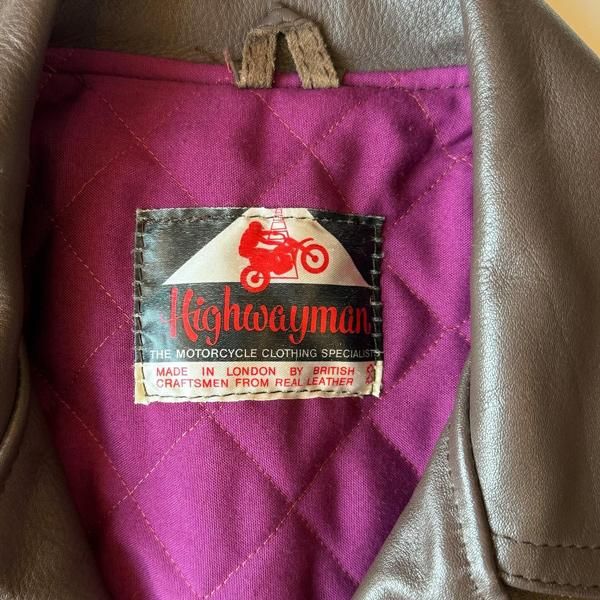 Highwayman
THE MOTORCYCLE CLOTHING SPECIALISTS
MADE IN LONDON BY BRITISH
CRAFTSMEN FROM REAL LEATHER